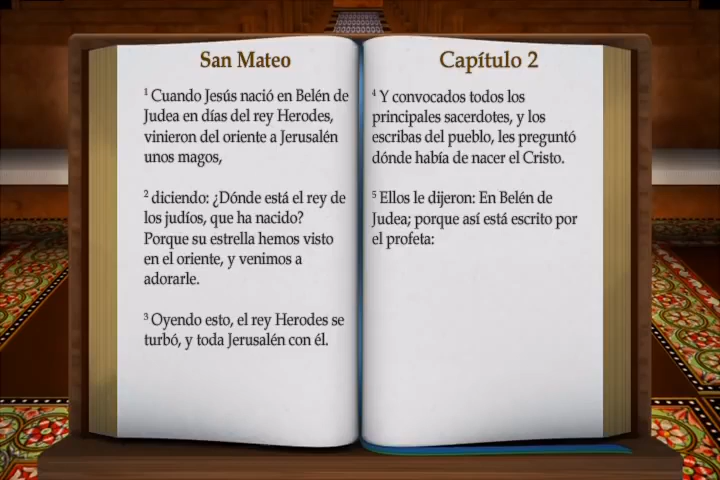 San Mateo
1 Cuando Jesús nació en Belén de
Judea en días del rey Herodes,
vinieron del oriente a Jerusalén
unos magos,
2 diciendo: ¿Dónde está el rey de
los judíos, que ha nacido?
Porque su estrella hemos visto
en el oriente, y venimos a
adorarle.
3 Oyendo esto, el rey Herodes se
turbó, y toda Jerusalén con él.
Capítulo 2
4 Y convocados todos los
principales sacerdotes, y los
escribas del pueblo, les preguntó
dónde había de nacer el Cristo.
5 Ellos le dijeron: En Belén de
Judea; porque así está escrito por
el profeta: